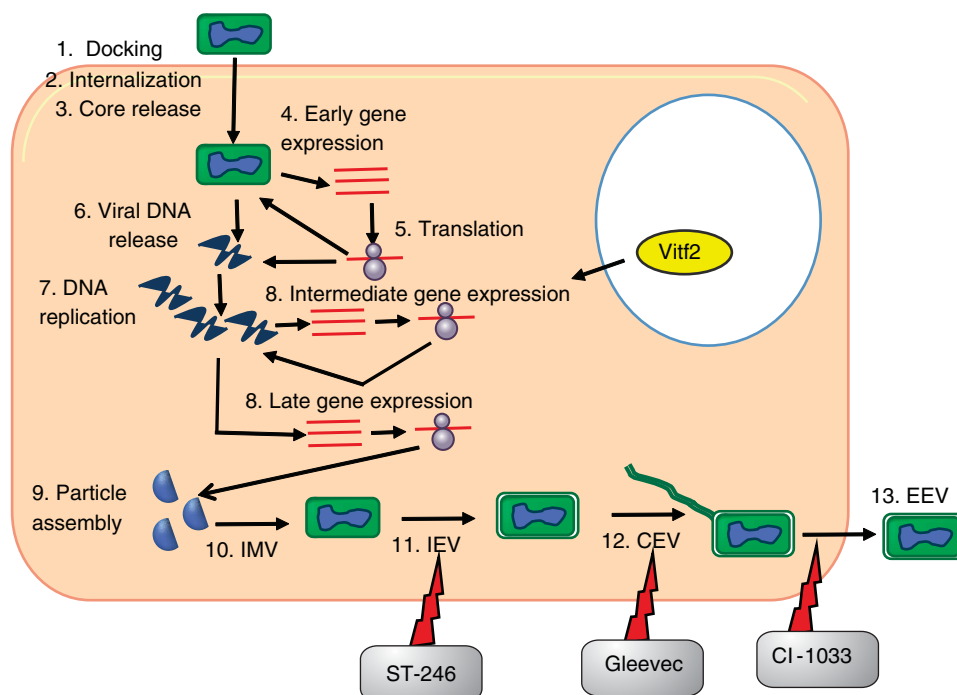 1. Docking
2. Internalization
3. Core release
4. Early gene
expression
5. Translation
6. Viral DNA
release
Vitf2
7. DNA
replication
8. Intermediate gene expression
8. Late gene expression
9. Particle
assembly
10. IMV
11. IEV
12. CEV
13. EEV
ST-246
Gleevec
CI-1033